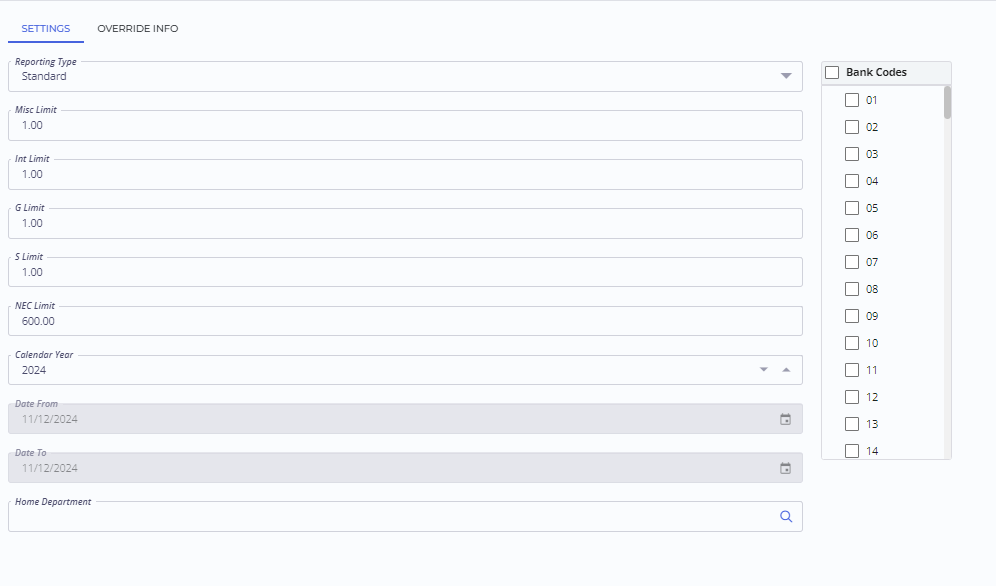 SETTINGS OVERRIDE INFO
Reporting Type
Standard
Misc Limit
1.00
Int Limit
1.00
G Limit
1.00
S Limit
1.00
NEC Limit
600.00
Calendar Year
2024
Date From
11/12/2024
Date To
11/12/2024
Home Department
Bank Codes
01
02
03
04
05
06
07
08
09
10
11
12
13
14